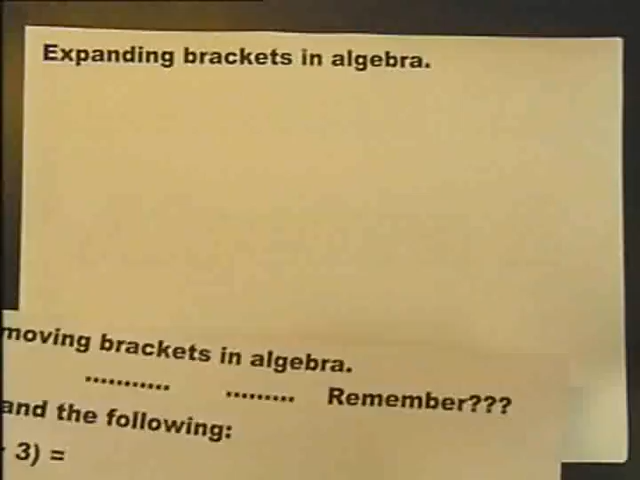 Expanding brackets in algebra.
moving brackets in algebra.
........... ......... Remember???
and the following:
3) =